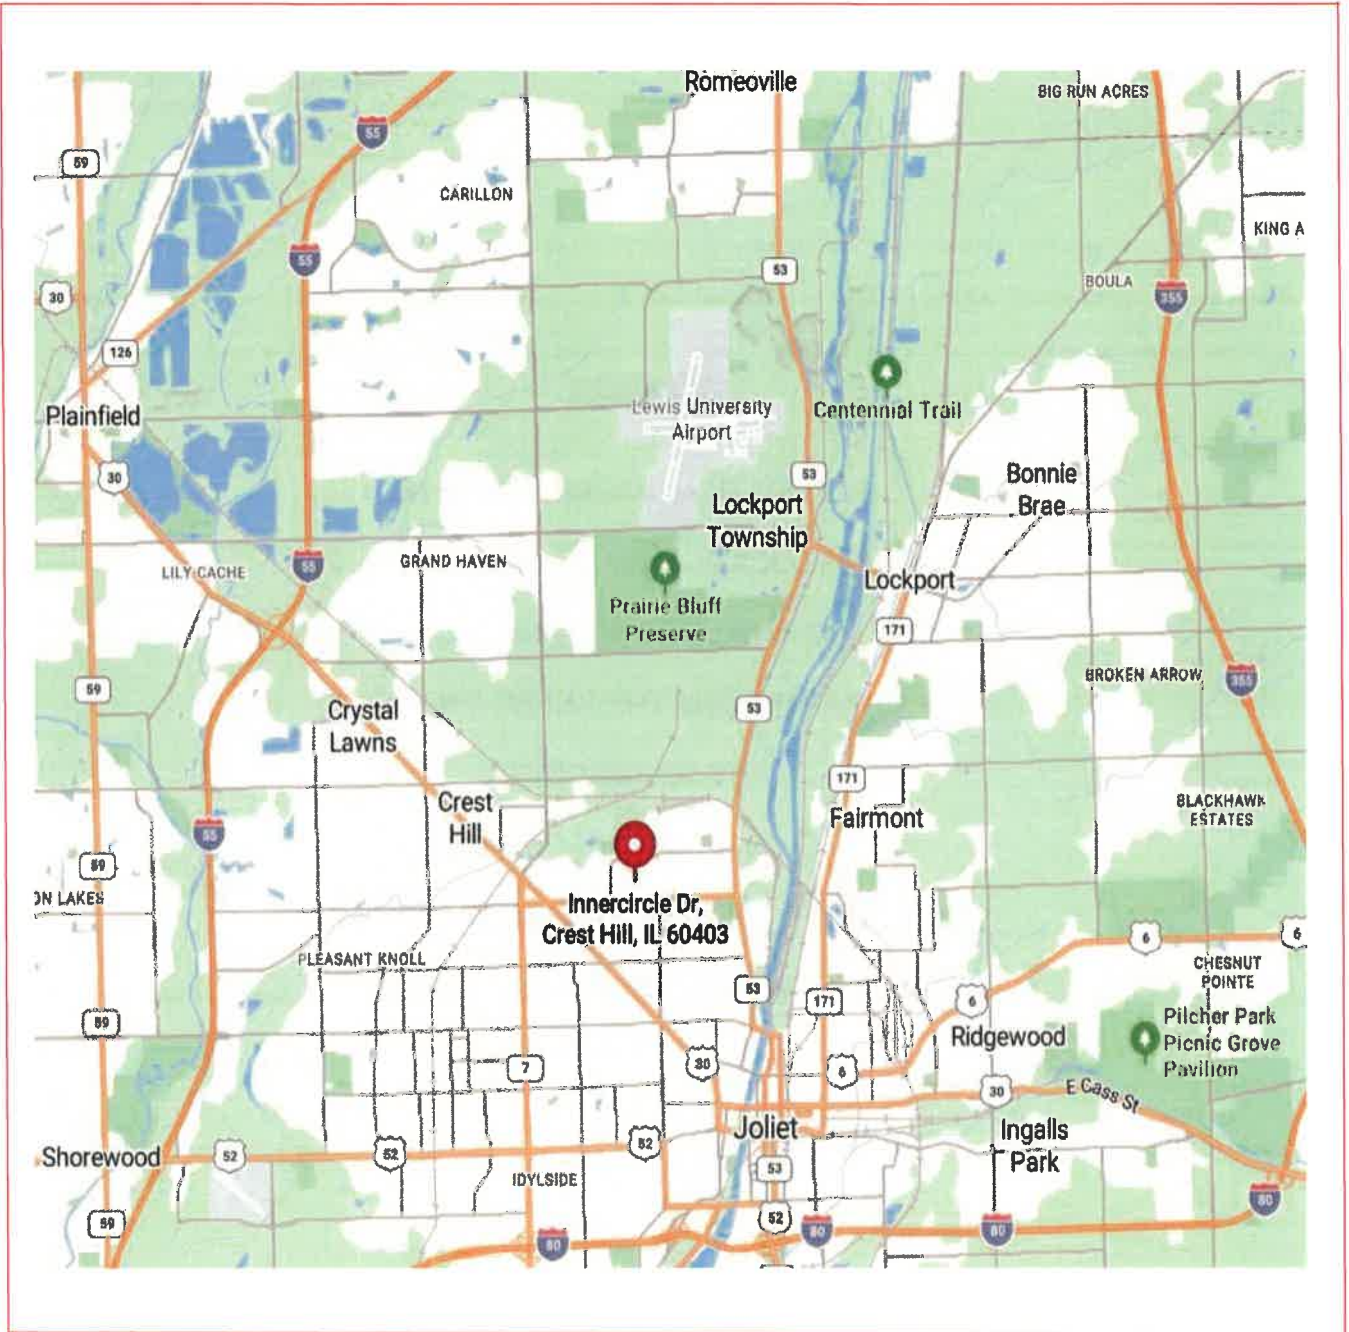 Romeoville
BIG RUN ACRES
55
59
CARILLON
KING A
55
53
BOULA
30
355
126
Plainfield
Lewis University
Airport
Centennial Trail
30
53
Bonnie
Brae
Lockport
Township
GRAND HAVEN
55
LILY CACHE
Lockport
Prairie Bluff
Preserve
171
59
BROKEN ARROW
355
53
Crystal
Lawns
171
Crest
Hill
BLACKHAWK
ESTATES
Fairmont
55
59
ON LAKES
Innercircle Dr,
Crest Hill, IL 60403
6
6
PLEASANT KNOLL
CHESNUT
POINTE
53
171
6
59
Ridgewood
Pilcher Park
Picnic Grove
Pavilion
7
30
6
30
E Cass St
Joliet
Ingalls
Park
Shorewood
52
52
52
53
IDYLSIDE
59
52
80
80
80
80